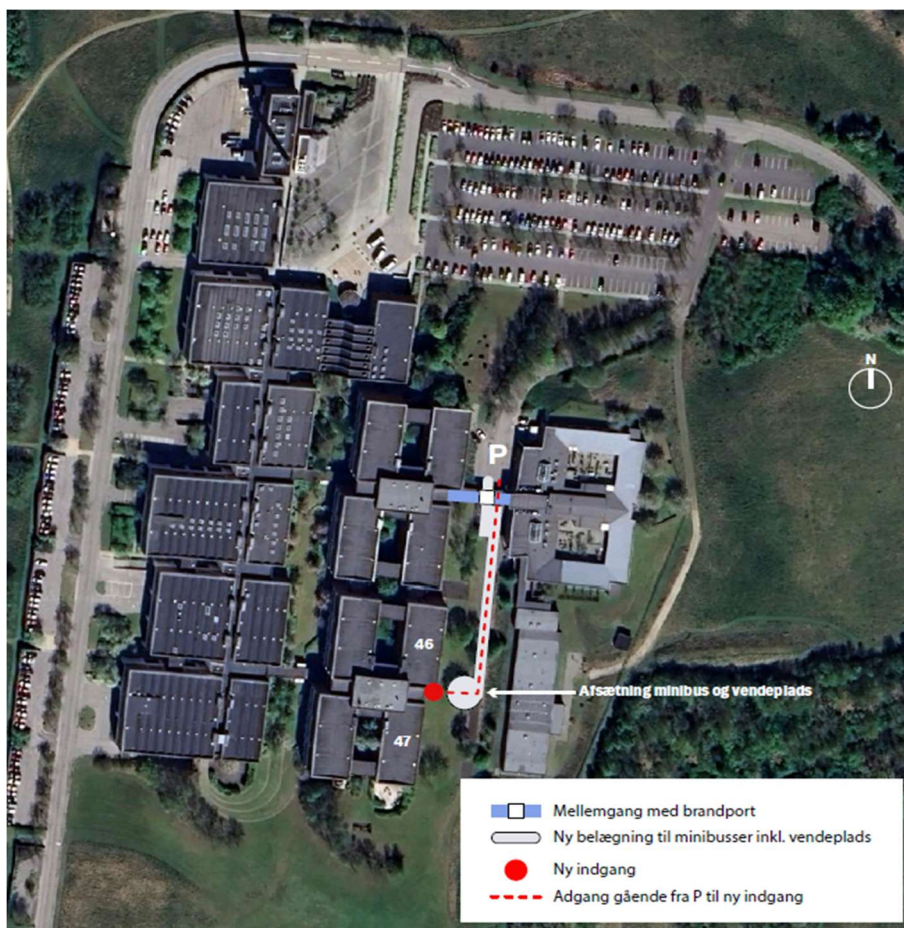 N
P
46
Afsætning minibus og vendeplads
47
Mellemgang med brandport
Ny belægning til minibusser inkl. vendeplads
Ny indgang
Adgang gående fra P til ny indgang